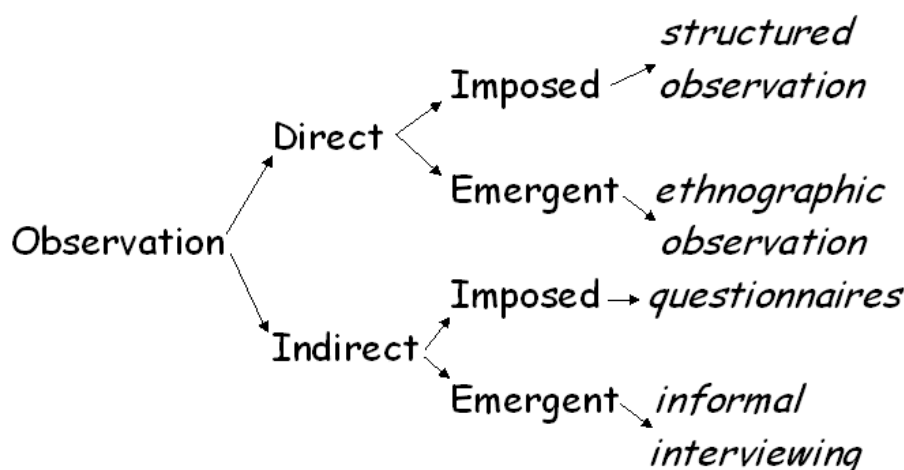 structured
Imposed observation
Direct
Emergent ethnographic
Observation observation
Imposed questionnaires
Indirect
Emergent informal
interviewing